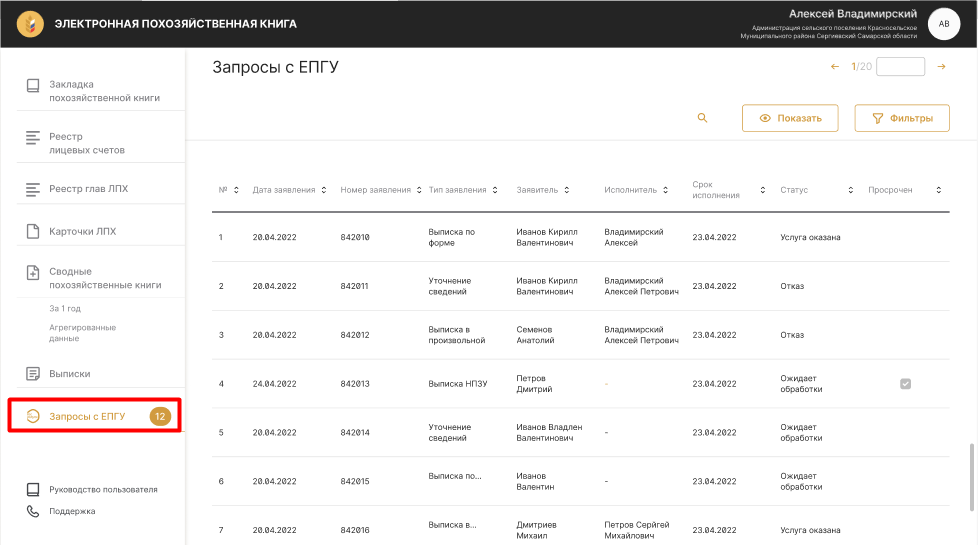 ЭЛЕКТРОННАЯ ПОХОЗЯЙСТВЕННАЯ КНИГА
Алексей Владимирский
Администрация сельского поселения Красносельское
Муниципального района Сергиевский Самарской области
АВ
Закладка
похозяйственной книги
Реестр
лицевых счетов
Реестр глав ЛПХ
Карточки ЛПХ
Сводные
похозяйственные книги
За 1 год
Агрегированные
данные
Выписки
Запросы с ЕПГУ 12
Руководство пользователя
Поддержка
Запросы с ЕПГУ
← 1/20 →
Показать
Фильтры
№ Дата заявления Номер заявления Тип заявления Заявитель Исполнитель Срок исполнения Статус Просрочен
1 20.04.2022 842010 Выписка по форме Иванов Кирилл Валентинович Владимирский Алексей 23.04.2022 Услуга оказана
2 20.04.2022 842011 Уточнение сведений Иванов Кирилл Валентинович Владимирский Алексей Петрович 23.04.2022 Отказ
3 20.04.2022 842012 Выписка в произвольной Семенов Анатолий Владимирский Алексей Петрович 23.04.2022 Отказ
4 24.04.2022 842013 Выписка НПЗУ Петров Дмитрий - 23.04.2022 Ожидает обработки
5 20.04.2022 842014 Уточнение сведений Иванов Владлен Валентинович - 23.04.2022 Ожидает обработки
6 20.04.2022 842015 Выписка по... Иванов Валентин - 23.04.2022 Ожидает обработки
7 20.04.2022 842016 Выписка в... Дмитриев Михаил Петров Серйгей Михайлович 23.04.2022 Услуга оказана